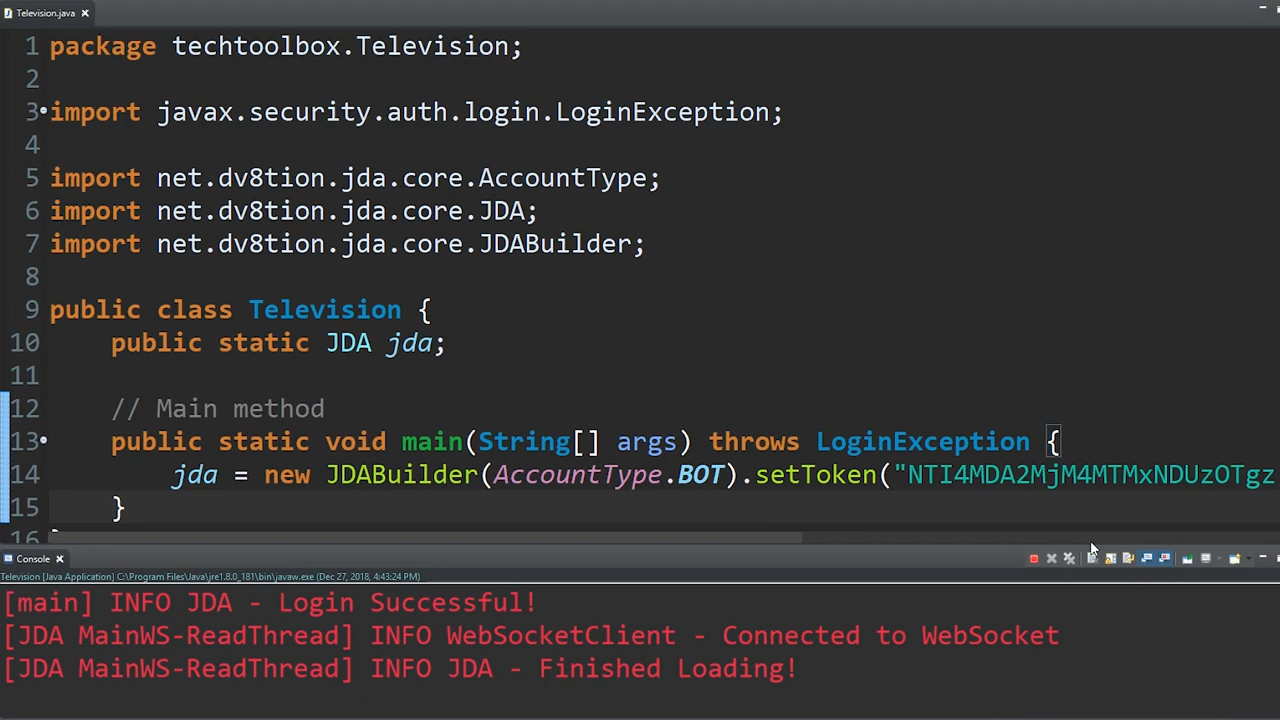 Television.java
1 package techtoolbox.Television;
2
3 import javax.security.auth.login.LoginException;
4
5 import net.dv8tion.jda.core.AccountType;
6 import net.dv8tion.jda.core.JDA;
7 import net.dv8tion.jda.core.JDABuilder;
8
9 public class Television {
10 public static JDA jda;
11
12 // Main method
13 public static void main(String[] args) throws LoginException {
14 jda = new JDABuilder(AccountType.BOT).setToken("NTI4MDA2MjM4MTMxNDUzOTgz
15 }
16
Console
Television [Java Application] C:\Program Files\Java\jre1.8.0_181\bin\javaw.exe (Dec 27, 2018, 4:43:24 PM)
[main] INFO JDA - Login Successful!
[JDA MainWS-ReadThread] INFO WebSocketClient - Connected to WebSocket
[JDA MainWS-ReadThread] INFO JDA - Finished Loading!